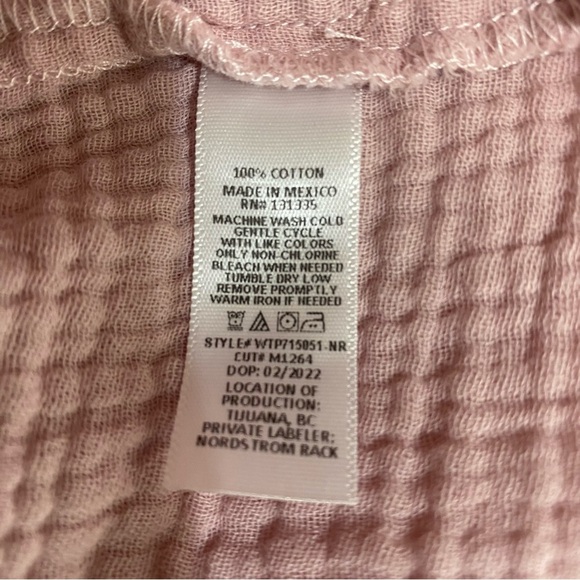 100% COTTON
MADE IN MEXICO
RN# 131335
MACHINE WASH COLD
GENTLE CYCLE
WITH LIKE COLORS
ONLY NON-CHLORINE
BLEACH WHEN NEEDED
TUMBLE DRY LOW
REMOVE PROMPTLY
WARM IRON IF NEEDED
STYLE# WTP715051-NR
CUT# M1264
DOP: 02/2022
LOCATION OF
PRODUCTION:
TIJUANA, BC
PRIVATE LABELER;
NORDSTROM RACK